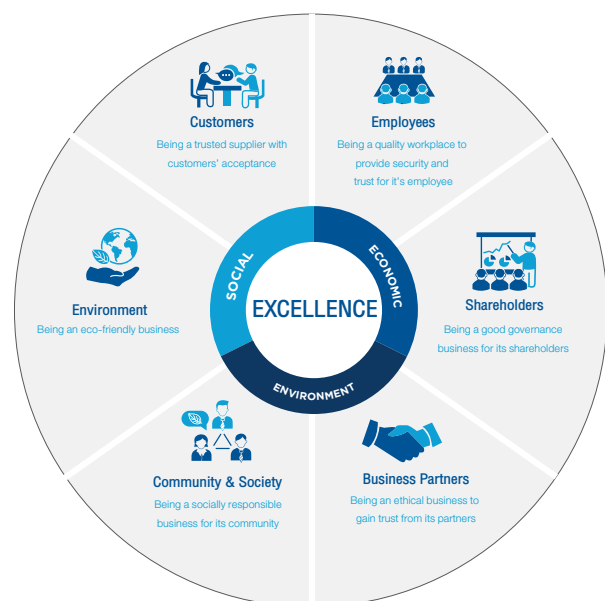 Customers
Being a trusted supplier with
customers' acceptance
Employees
Being a quality workplace to
provide security and
trust for it's employee
Environment
Being an eco-friendly business
SOCIAL
ECONOMIC
EXCELLENCE
ENVIRONMENT
Shareholders
Being a good governance
business for its shareholders
Community & Society
Being a socially responsible
business for its community
Business Partners
Being an ethical business to
gain trust from its partners